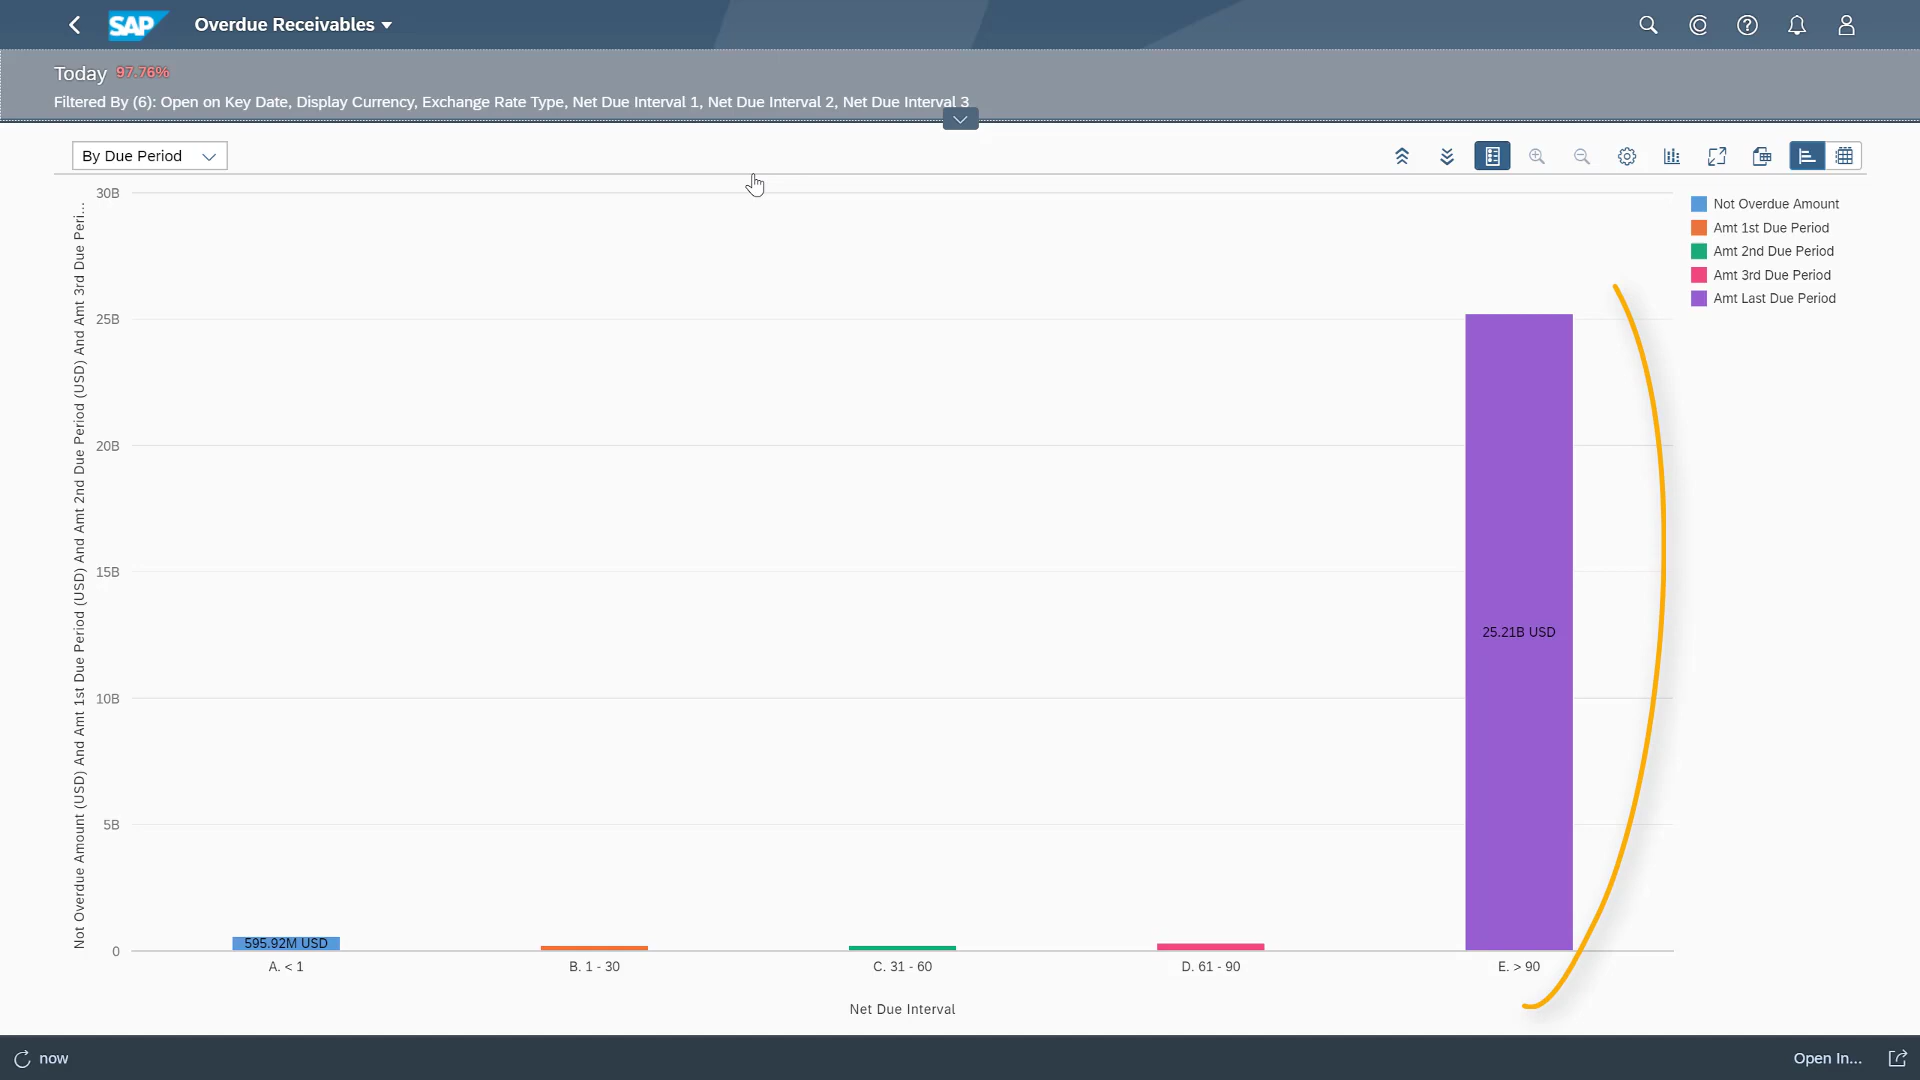 SAP Overdue Receivables
Today 97.76%
Filtered By (6): Open on Key Date, Display Currency, Exchange Rate Type, Net Due Interval 1, Net Due Interval 2, Net Due Interval 3
By Due Period
Not Overdue Amount (USD) And Amt 1st Due Period (USD) And Amt 2nd Due Period (USD) And Amt 3rd Due Peri...
30B
25B
20B
15B
10B
5B
0
25.21B USD
595.92M USD
A. < 1
B. 1 - 30
C. 31 - 60
D. 61 - 90
E. > 90
Net Due Interval
Not Overdue Amount
Amt 1st Due Period
Amt 2nd Due Period
Amt 3rd Due Period
Amt Last Due Period
now
Open In...